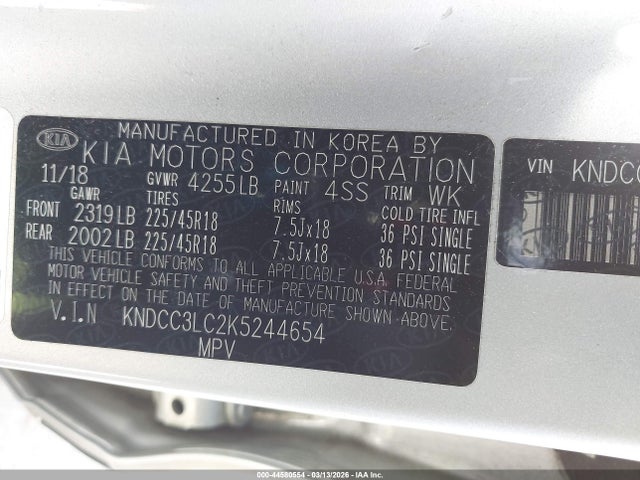 KIA
MANUFACTURED IN KOREA BY
KIA MOTORS CORPORATION
11/18 GVWR 4255LB PAINT 4SS TRIM WK
GAWR TIRES RIMS COLD TIRE INFL
FRONT 2319LB 225/45R18 7.5Jx18 36 PSI SINGLE
REAR 2002LB 225/45R18 7.5Jx18 36 PSI SINGLE
THIS VEHICLE CONFORMS TO ALL APPLICABLE U.S.A. FEDERAL
MOTOR VEHICLE SAFETY AND THEFT PREVENTION STANDARDS
IN EFFECT ON THE DATE OF MANUFACTURE SHOWN ABOVE.
V.I.N KNDCC3LC2K5244654
MPV
VIN KNDCC
000-44580554 - 03/13/2026 - IAA Inc.